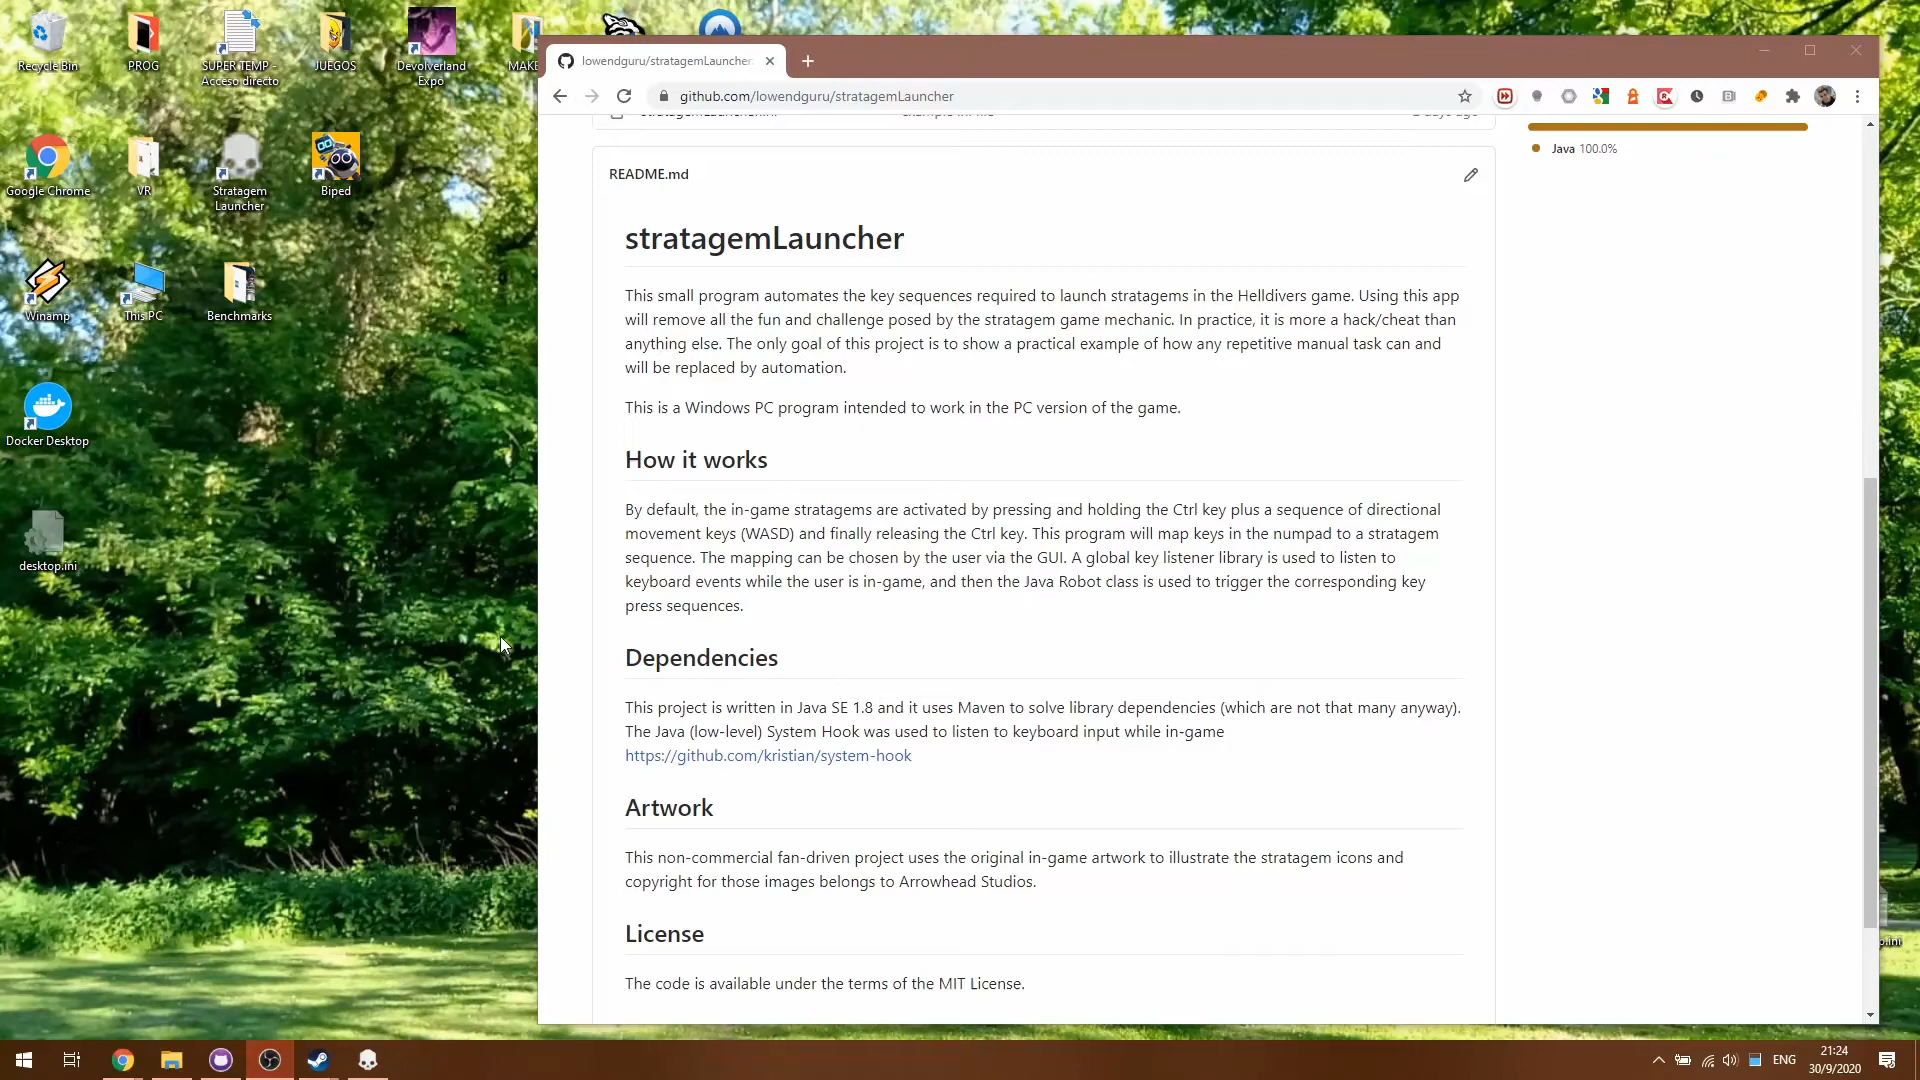 Recycle Bin
PROG
SUPER TEMP -
Acceso directo
JUEGOS
Devolverland
Expo
MAKE
Google Chrome
VR
Stratagem
Launcher
Biped
Winamp
This PC
Benchmarks
Docker Desktop
desktop.ini
lowendguru/stratagemLauncher:
github.com/lowendguru/stratagemLauncher
Java 100.0%
README.md
stratagemLauncher
This small program automates the key sequences required to launch stratagems in the Helldivers game. Using this app
will remove all the fun and challenge posed by the stratagem game mechanic. In practice, it is more a hack/cheat than
anything else. The only goal of this project is to show a practical example of how any repetitive manual task can and
will be replaced by automation.
This is a Windows PC program intended to work in the PC version of the game.
How it works
By default, the in-game stratagems are activated by pressing and holding the Ctrl key plus a sequence of directional
movement keys (WASD) and finally releasing the Ctrl key. This program will map keys in the numpad to a stratagem
sequence. The mapping can be chosen by the user via the GUI. A global key listener library is used to listen to
keyboard events while the user is in-game, and then the Java Robot class is used to trigger the corresponding key
press sequences.
Dependencies
This project is written in Java SE 1.8 and it uses Maven to solve library dependencies (which are not that many anyway).
The Java (low-level) System Hook was used to listen to keyboard input while in-game
https://github.com/kristian/system-hook
Artwork
This non-commercial fan-driven project uses the original in-game artwork to illustrate the stratagem icons and
copyright for those images belongs to Arrowhead Studios.
License
The code is available under the terms of the MIT License.
ENG
21:24
30/9/2020